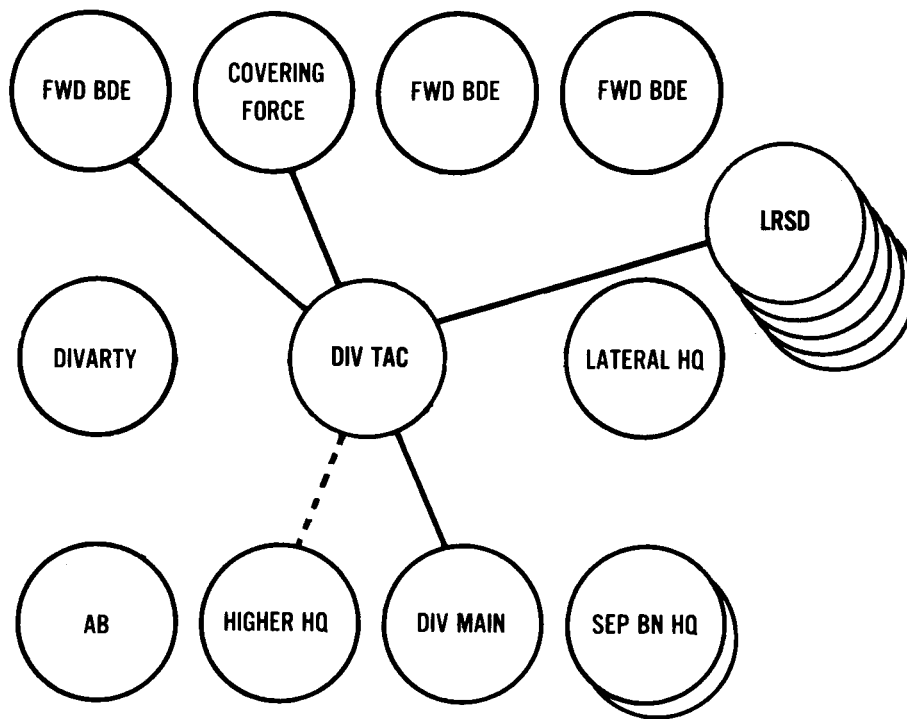 FWD BDE
COVERING
FORCE
FWD BDE
FWD BDE
LRSD
DIVARTY
DIV TAC
LATERAL HQ
AB
HIGHER HQ
DIV MAIN
SEP BN HQ